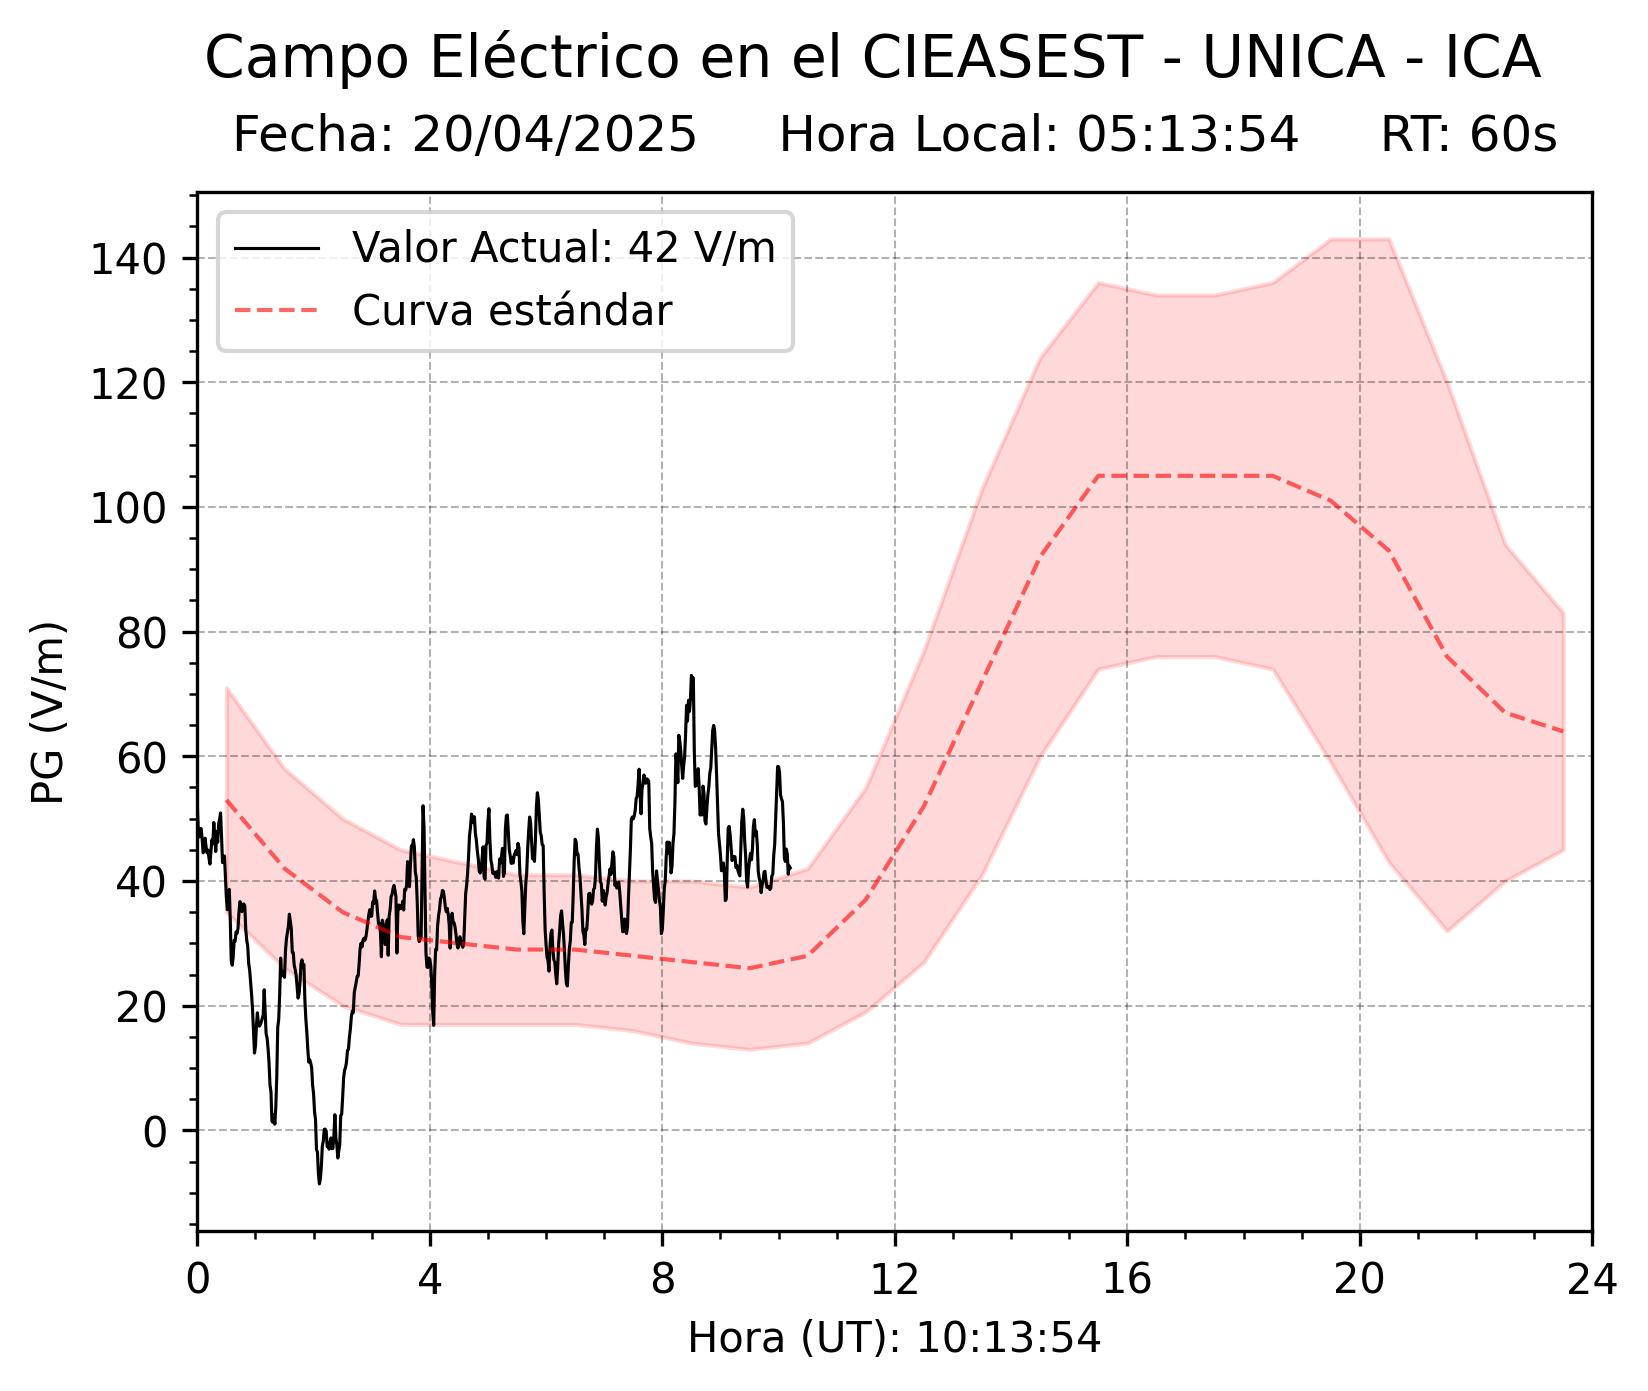 Campo Eléctrico en el CIEASEST - UNICA - ICA
Fecha: 20/04/2025 Hora Local: 05:13:54 RT: 60s
Valor Actual: 42 V/m
Curva estándar
140
120
100
80
60
40
20
0
PG (V/m)
0 4 8 12 16 20 24
Hora (UT): 10:13:54